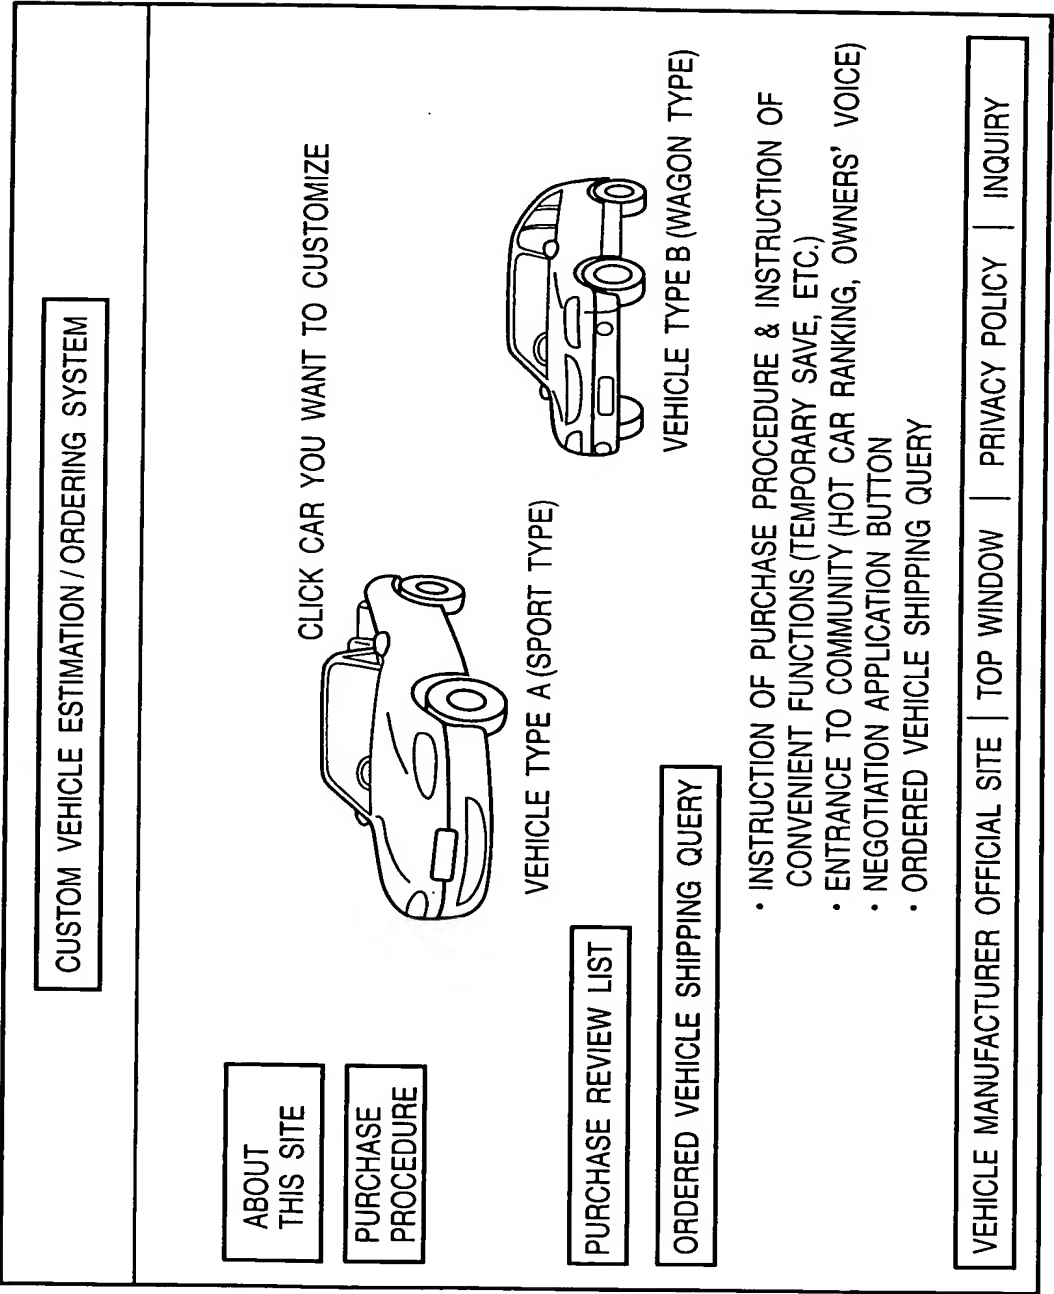 CUSTOM VEHICLE ESTIMATION / ORDERING SYSTEM
ABOUT
THIS SITE
PURCHASE
PROCEDURE
CLICK CAR YOU WANT TO CUSTOMIZE
VEHICLE TYPE A (SPORT TYPE)
VEHICLE TYPE B (WAGON TYPE)
PURCHASE REVIEW LIST
ORDERED VEHICLE SHIPPING QUERY
• INSTRUCTION OF PURCHASE PROCEDURE & INSTRUCTION OF
CONVENIENT FUNCTIONS (TEMPORARY SAVE, ETC.)
• ENTRANCE TO COMMUNITY (HOT CAR RANKING, OWNERS' VOICE)
• NEGOTIATION APPLICATION BUTTON
• ORDERED VEHICLE SHIPPING QUERY
VEHICLE MANUFACTURER OFFICIAL SITE | TOP WINDOW | PRIVACY POLICY | INQUIRY